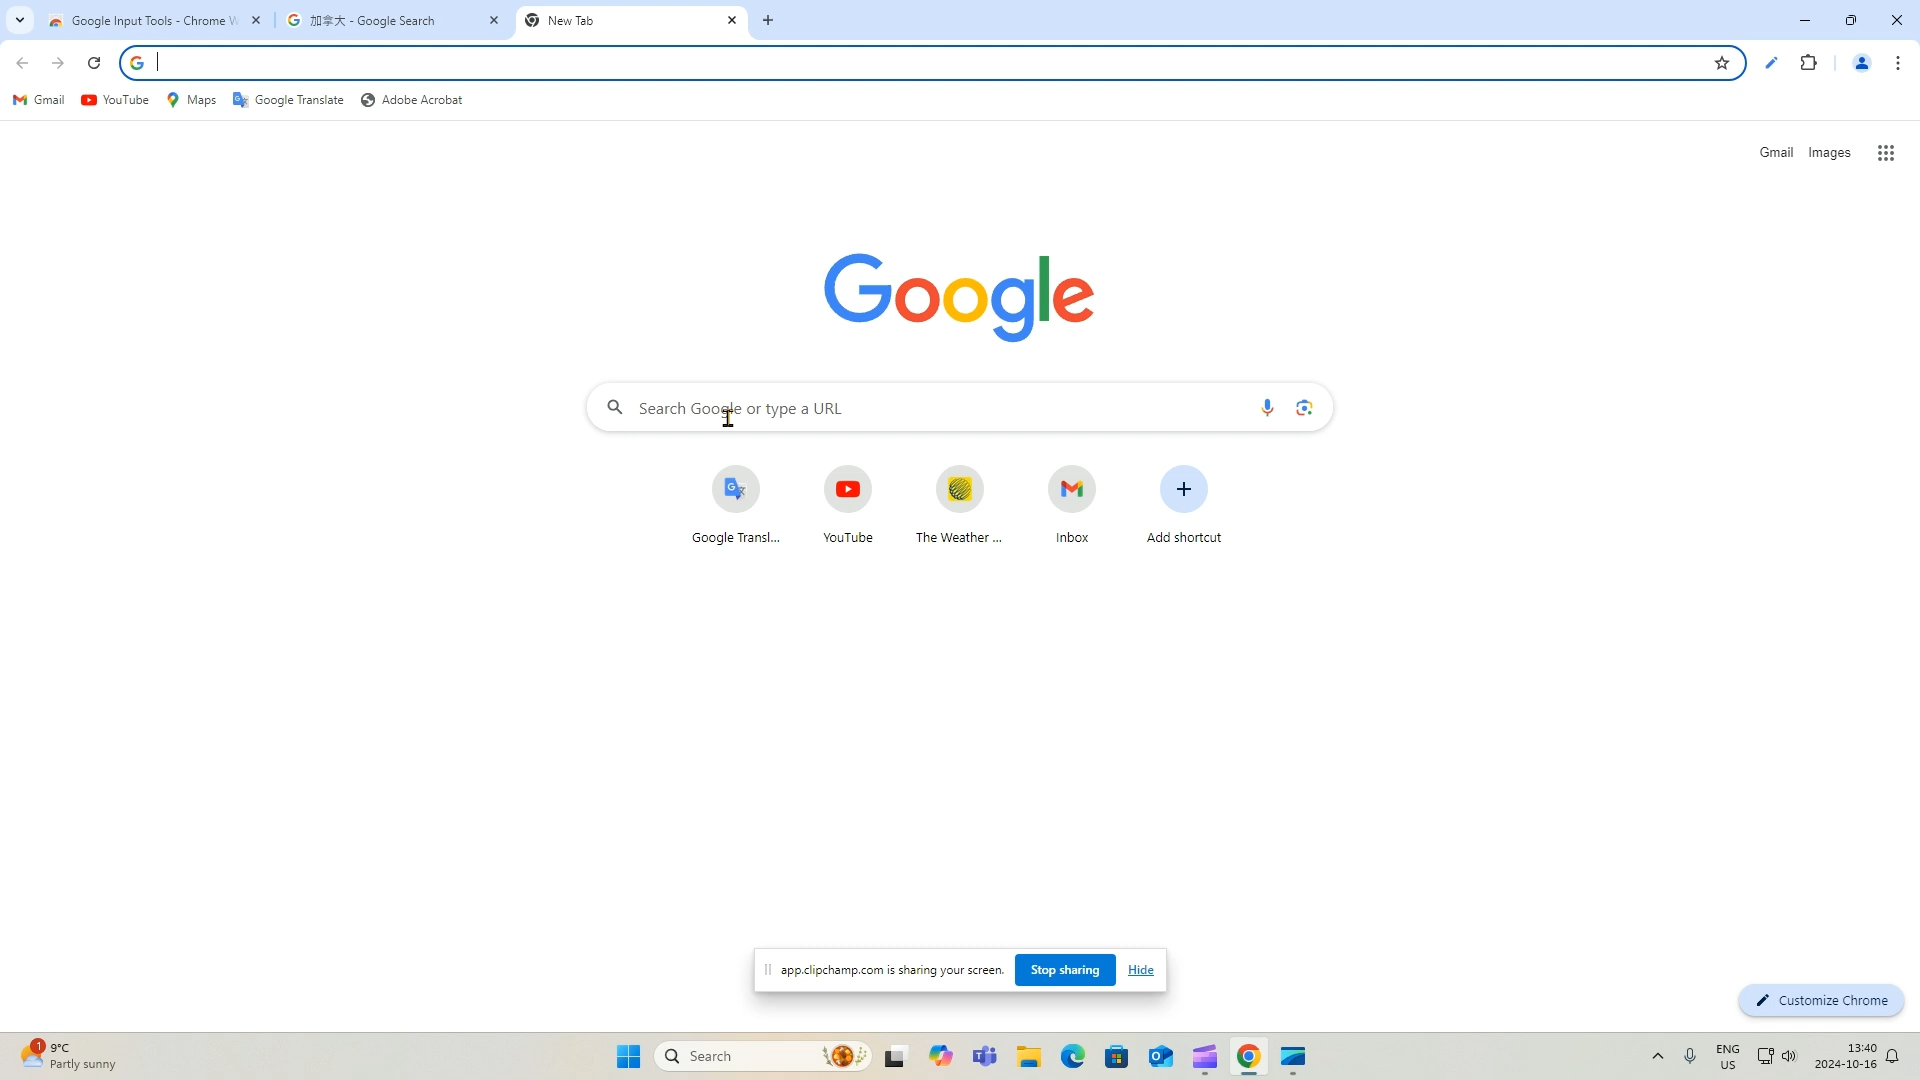 Google Input Tools - Chrome W
加拿大 - Google Search
New Tab
Gmail YouTube Maps Google Translate Adobe Acrobat
Gmail Images
Google
Search Google or type a URL
Google Transl... YouTube The Weather ... Inbox Add shortcut
app.clipchamp.com is sharing your screen. Stop sharing Hide
Customize Chrome
1
9°C
Partly sunny
Search
ENG
US
13:40
2024-10-16